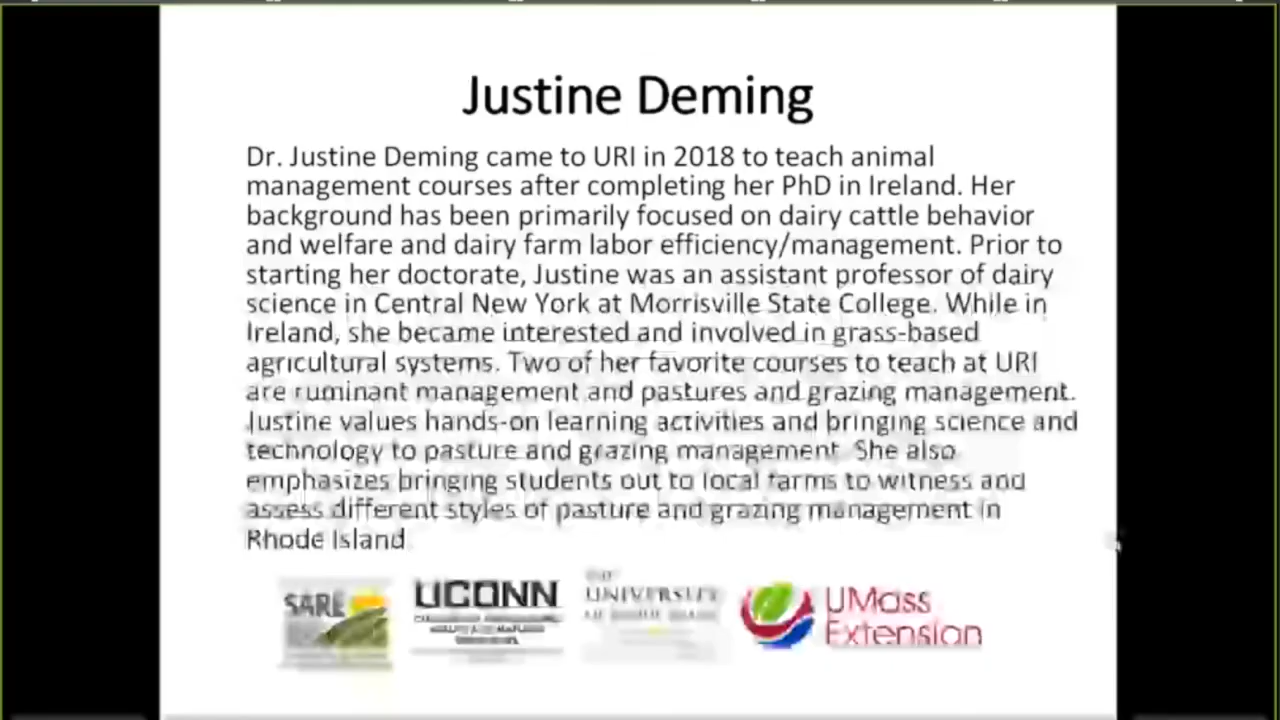 Justine Deming
Dr. Justine Deming came to URI in 2018 to teach animal
management courses after completing her PhD in Ireland. Her
background has been primarily focused on dairy cattle behavior
and welfare and dairy farm labor efficiency/management. Prior to
starting her doctorate, Justine was an assistant professor of dairy
science in Central New York at Morrisville State College. While in
Ireland, she became interested and involved in grass-based
agricultural systems. Two of her favorite courses to teach at URI
are ruminant management and pastures and grazing management.
Justine values hands-on learning activities and bringing science and
technology to pasture and grazing management. She also
emphasizes bringing students out to local farms to witness and
assess different styles of pasture and grazing management in
Rhode Island.
SARE
UCONN
THE
UNIVERSITY
UMass
Extension